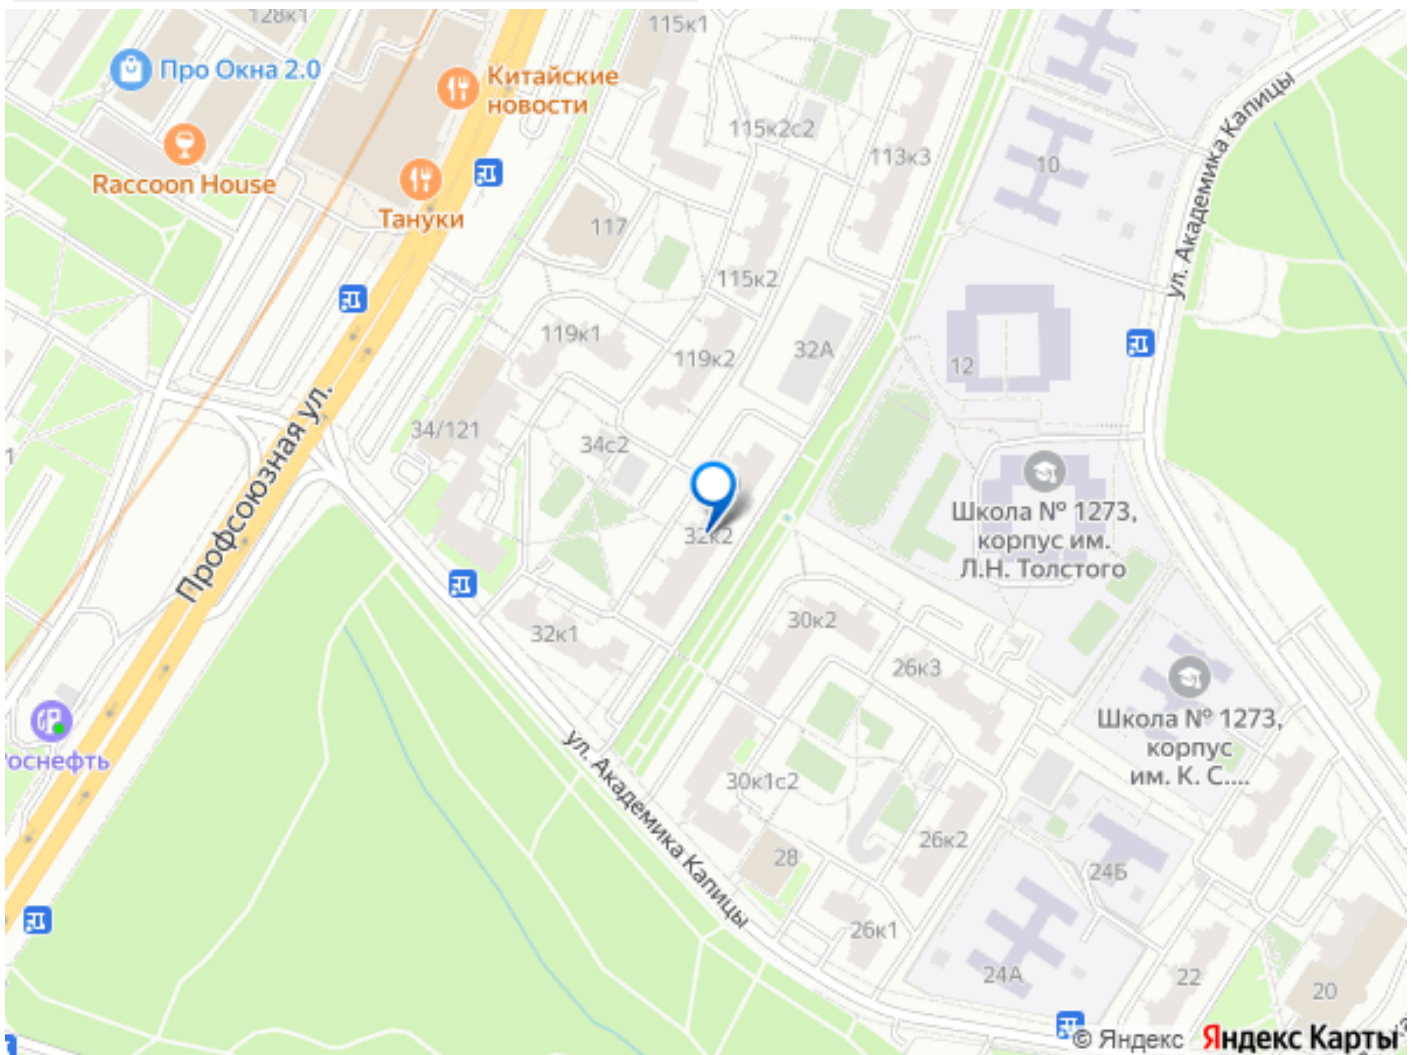 128к1
115к1
Про Окна 2.0
Китайские
новости
Raccoon House
Тануки
115к2с2
113к3
10
ул. Академика Капицы
117
115к2
119к1
119к2
32А
12
Профсоюзная ул.
34/121
34с2
1
32к2
Школа № 1273,
корпус им.
Л.Н. Толстого
32к1
30к2
26к3
Школа № 1273,
корпус
им. К. С....
оснефть
ул. Академика Капицы
30к1с2
28
26к2
24Б
26к1
24А
22
20
© Яндекс Яндекс Карты